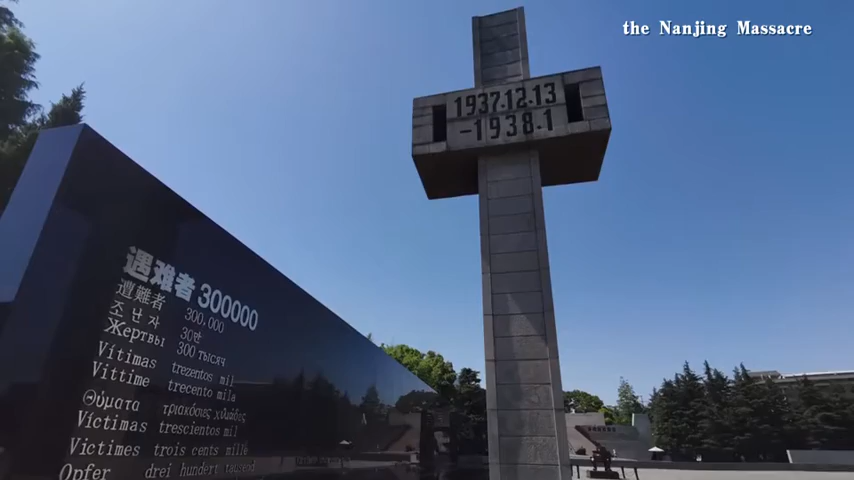 the Nanjing Massacre
1937.12.13
-1938.1
遇难者 300000
遭難者 300,000
조난자 30만
Жертвы 300 тысяч
Vítimas trezentos mil
Vittime trecento mila
Θύματα τριακόσιες χιλιάδες
Víctimas trescientos mil
Victimes trois cents mille
Opfer drei hundert tausend